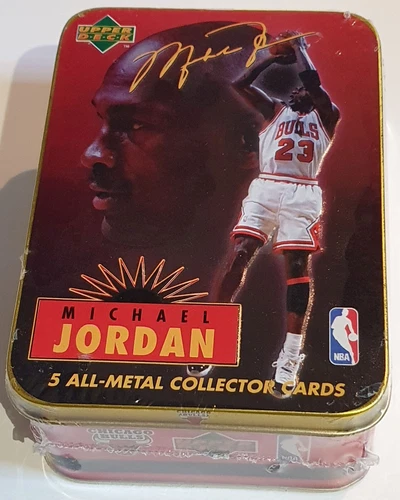 UPPER
DECK
BULLS
23
MICHAEL
JORDAN
NBA
5 ALL-METAL COLLECTOR CARDS
CHICAGO
BULLS